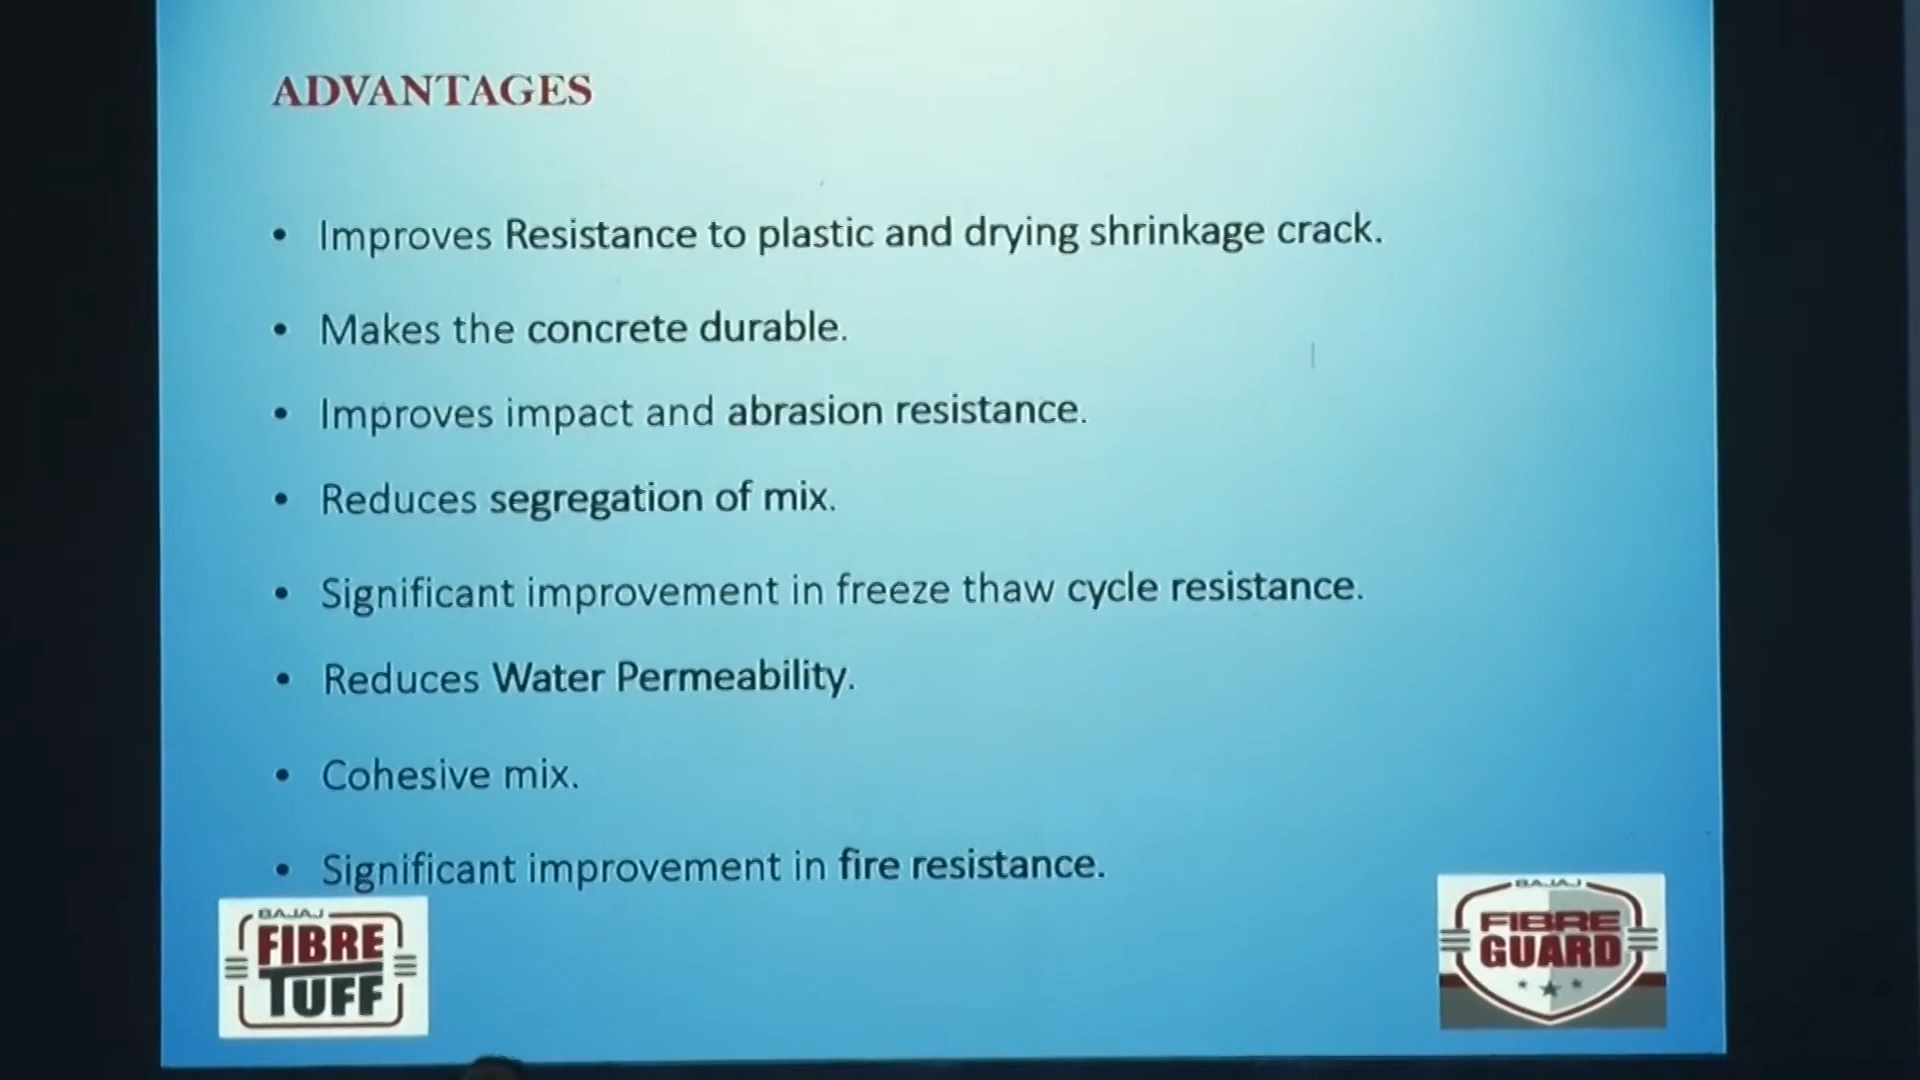 ADVANTAGES
• Improves Resistance to plastic and drying shrinkage crack.
• Makes the concrete durable.
• Improves impact and abrasion resistance.
• Reduces segregation of mix.
• Significant improvement in freeze thaw cycle resistance.
• Reduces Water Permeability.
• Cohesive mix.
• Significant improvement in fire resistance.
BAJAJ
FIBRE
TUFF
BAJAJ
FIBRE
GUARD